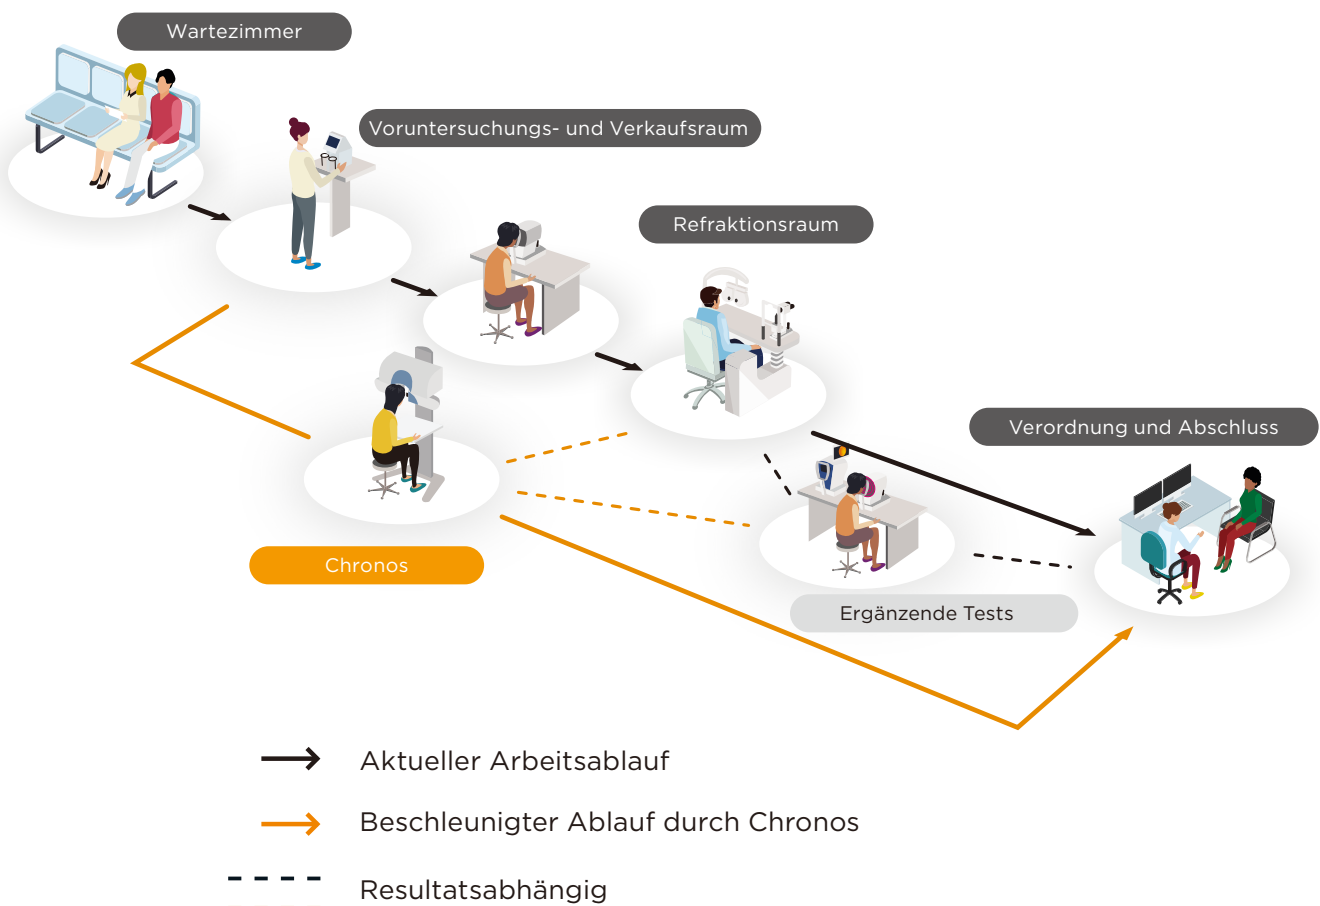 Wartezimmer
Voruntersuchungs- und Verkaufsraum
Refraktionsraum
Verordnung und Abschluss
Chronos
Ergänzende Tests
Aktueller Arbeitsablauf
Beschleunigter Ablauf durch Chronos
Resultatsabhängig